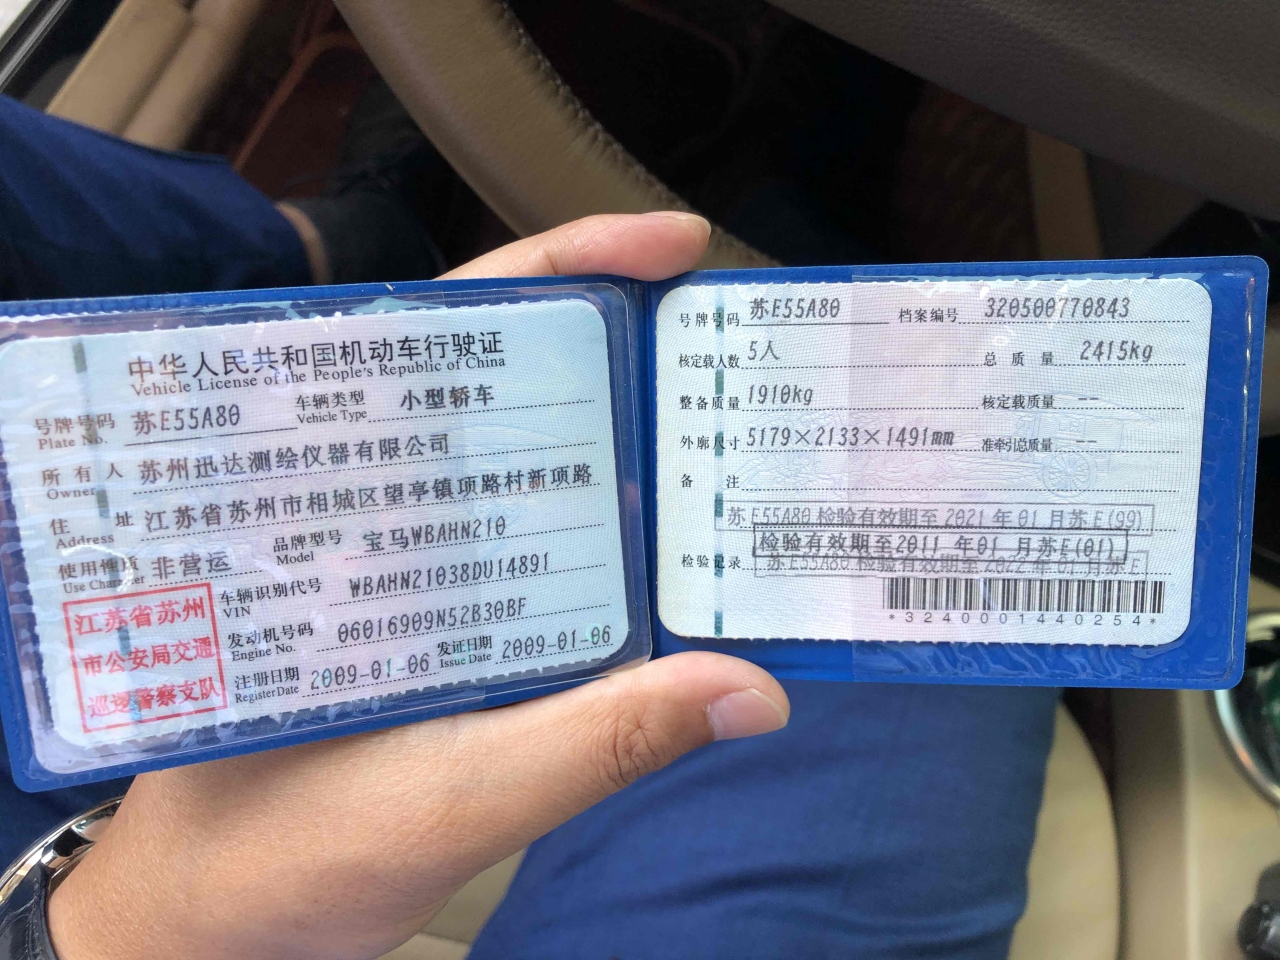 中华人民共和国机动车行驶证
Vehicle License of the People's Republic of China
号牌号码 苏E55A80 车辆类型 小型轿车
Plate No. Vehicle Type
所有人 苏州迅达测绘仪器有限公司
Owner
住址 江苏省苏州市相城区望亭镇项路村新项路
Address
品牌型号 宝马WBAHN210
Model
使用性质 非营运
Use Character
车辆识别代号 WBAHN21038DU14891
VIN
发动机号码 06016909N52B30BF
Engine No.
注册日期 2009-01-06 发证日期 2009-01-06
Register Date Issue Date
江苏省苏州
市公安局交通
巡逻警察支队
号牌号码 苏E55A80 档案编号 320500770843
核定载人数 5人 总质量 2415kg
整备质量 1910kg 核定载质量 --
外廓尺寸 5179×2133×1491mm 准牵引总质量 --
备注
苏E55A80 检验有效期至 2021 年 01 月苏E(99)
检验有效期至2011 年01 月苏E(01)
检验记录 苏E55A80 检验有效期至 2022 年 01 月苏E
*3240001440254*